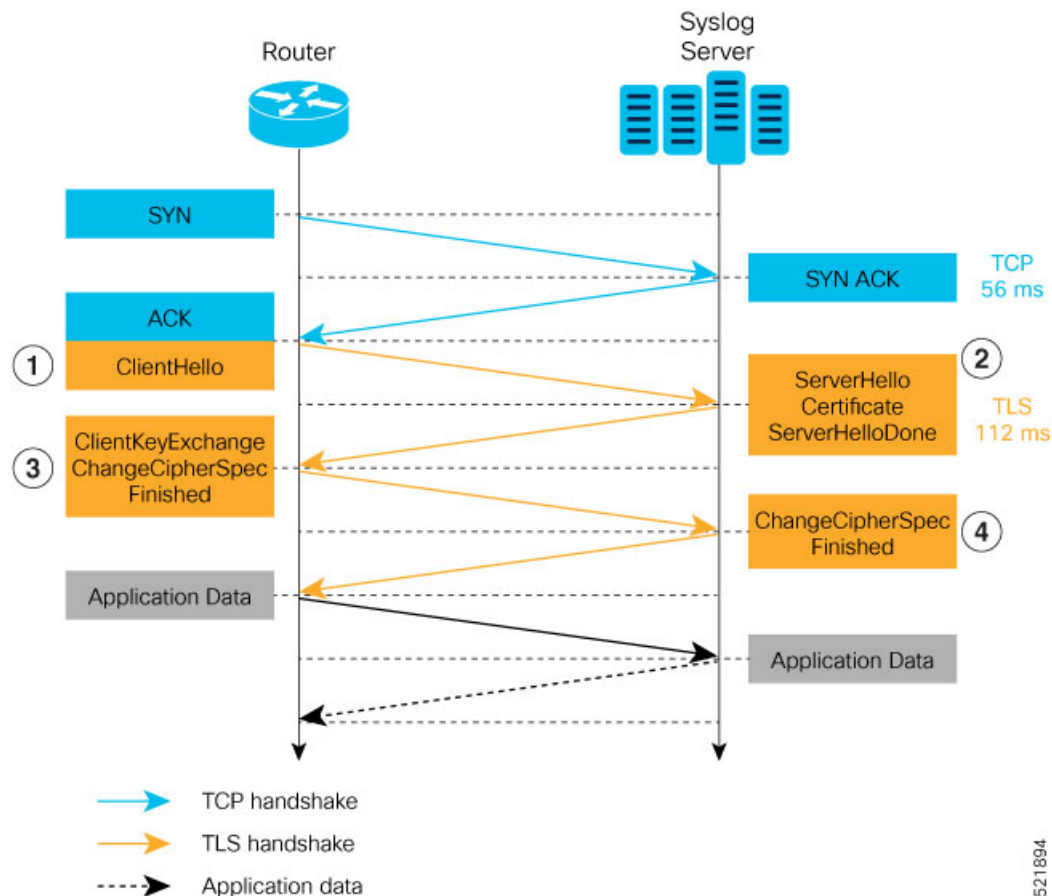 Router
Syslog
Server
SYN
SYN ACK
TCP
56 ms
ACK
1
ClientHello
2
ServerHello
Certificate
ServerHelloDone
TLS
112 ms
3
ClientKeyExchange
ChangeCipherSpec
Finished
ChangeCipherSpec
Finished
4
Application Data
Application Data
TCP handshake
TLS handshake
Application data
521894